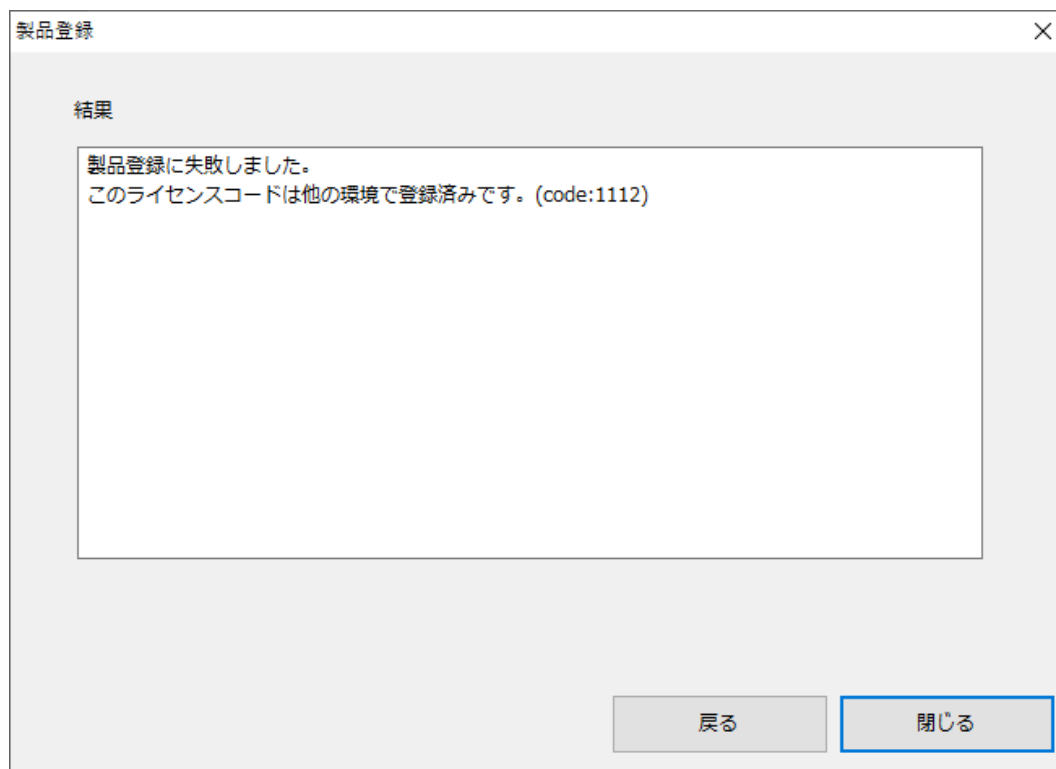 製品登録
結果
製品登録に失敗しました。
このライセンスコードは他の環境で登録済みです。(code:1112)
戻る
閉じる